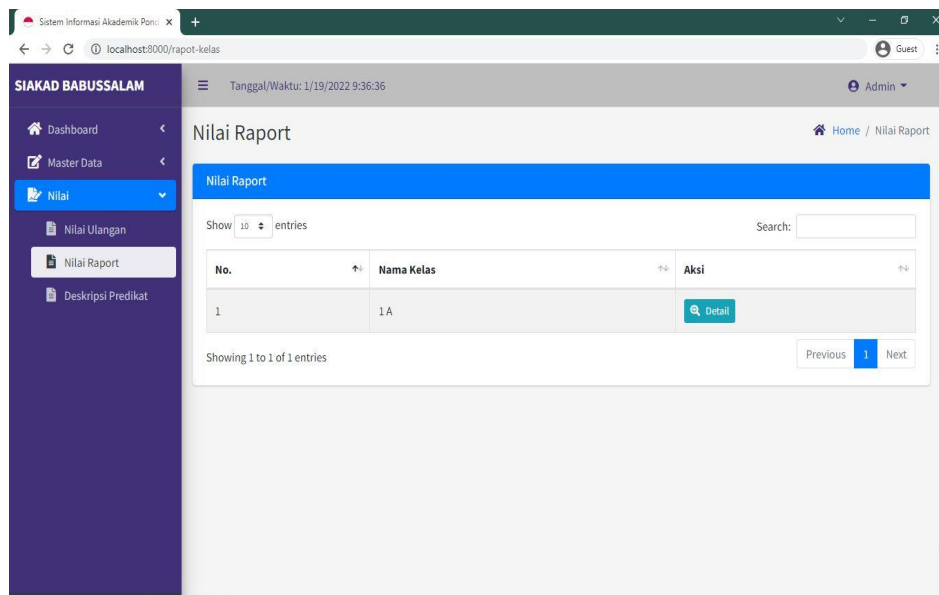 Sistem Informasi Akademik Pond
localhost:8000/rapot-kelas
Guest
SIAKAD BABUSSALAM
Tanggal/Waktu: 1/19/2022 9:36:36
Admin
Dashboard
Master Data
Nilai
Nilai Ulangan
Nilai Raport
Deskripsi Predikat
Nilai Raport
Home / Nilai Raport
Nilai Raport
Show 10 entries
Search:
No. Nama Kelas Aksi
1 1 A Detail
Showing 1 to 1 of 1 entries
Previous 1 Next